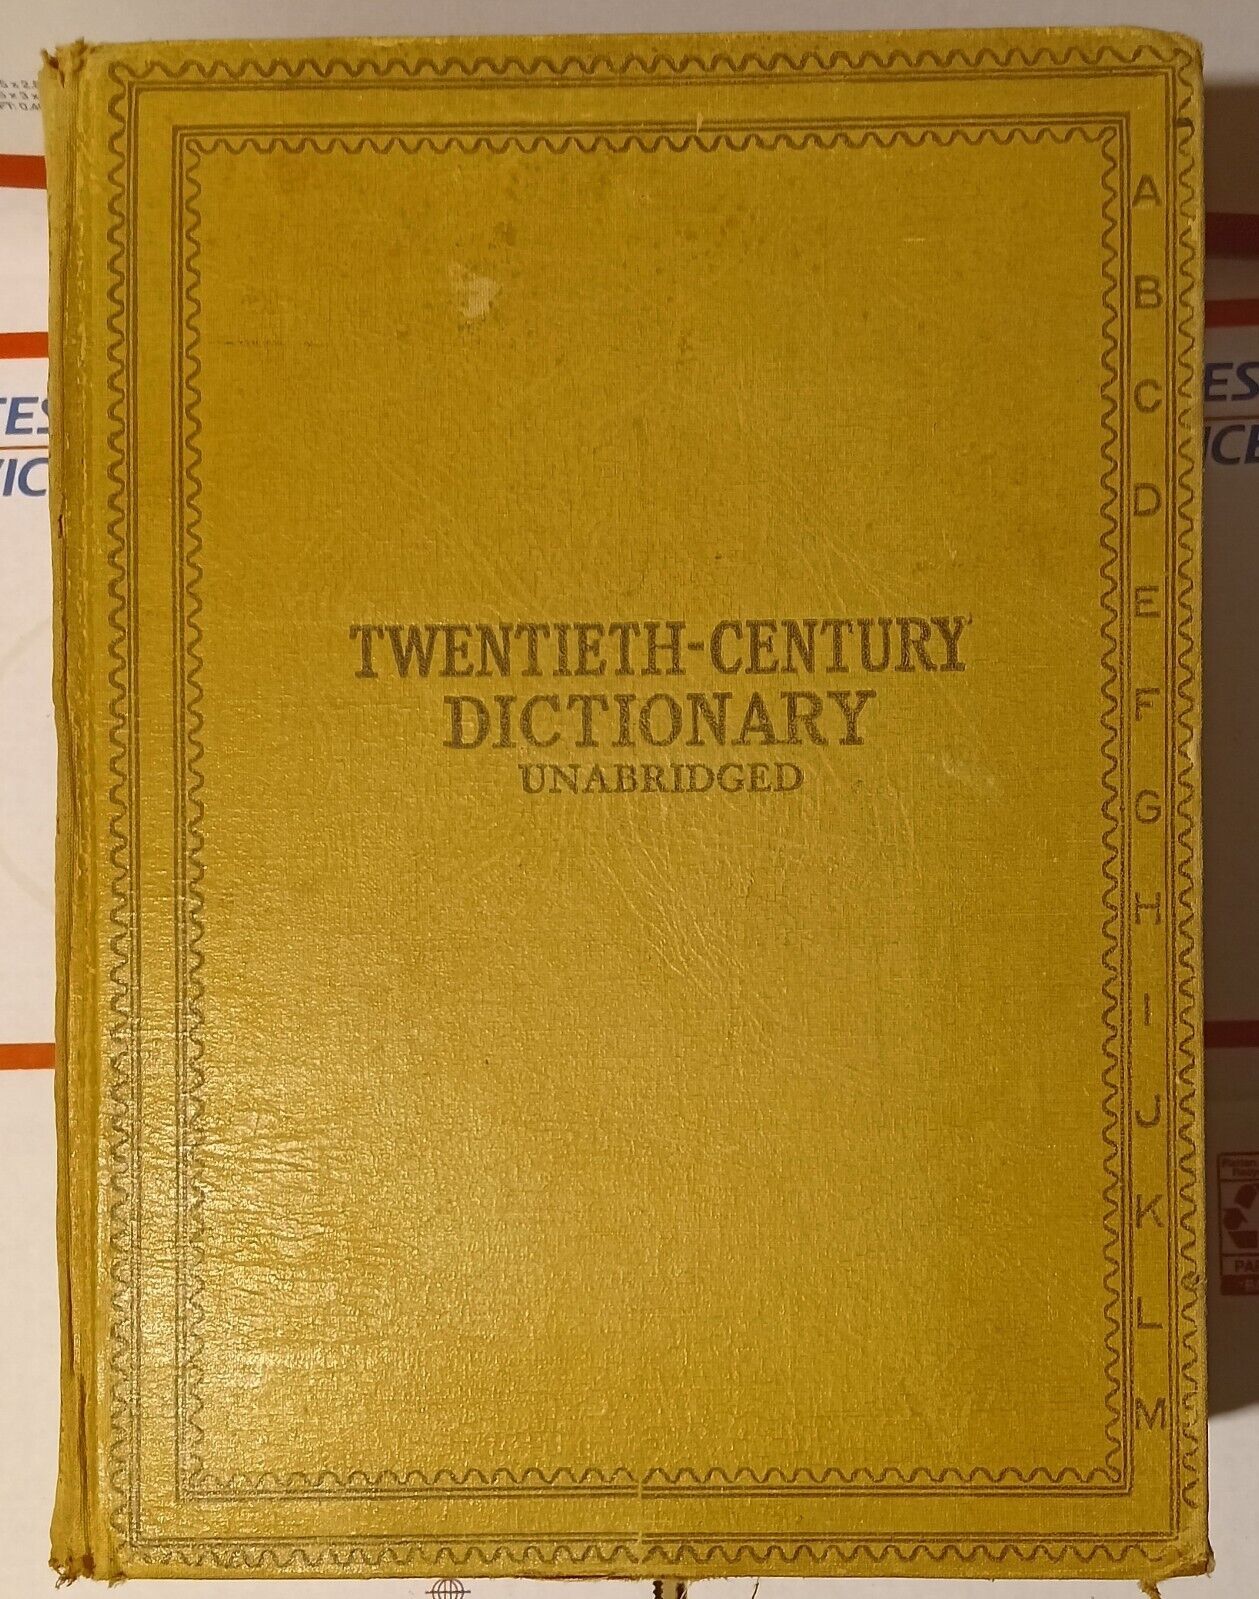 TWENTIETH-CENTURY
DICTIONARY
UNABRIDGED
A
B
C
D
E
F
G
H
I
J
K
L
M